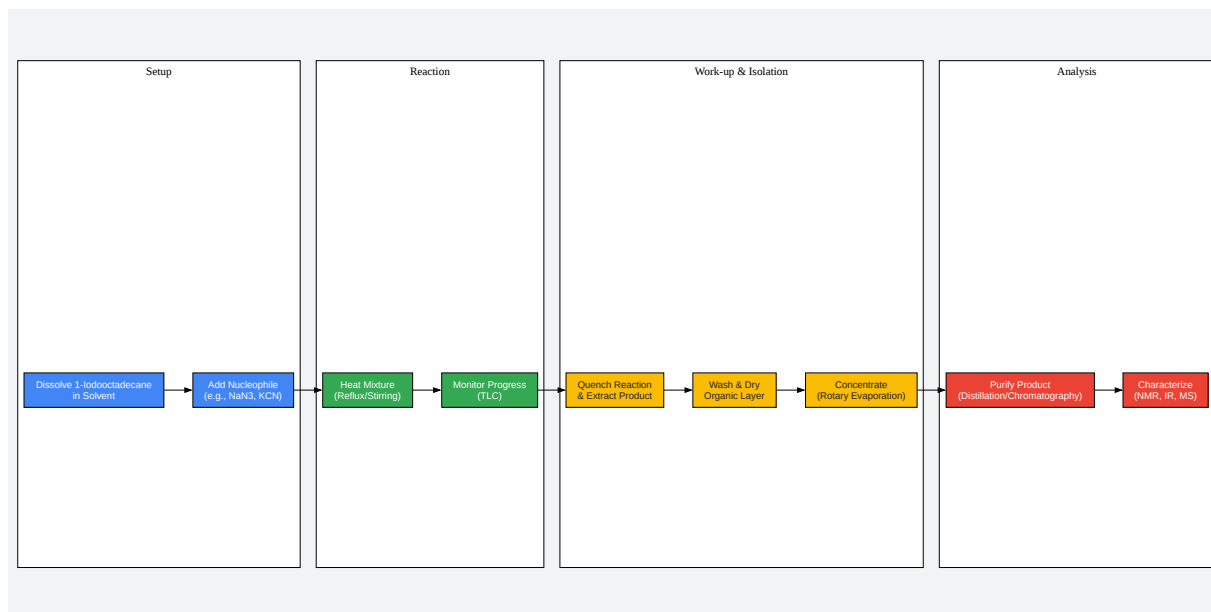 Setup
Dissolve 1-Iodooctadecane
in Solvent
Add Nucleophile
(e.g., NaN3, KCN)
Reaction
Heat Mixture
(Reflux/Stirring)
Monitor Progress
(TLC)
Work-up & Isolation
Quench Reaction
& Extract Product
Wash & Dry
Organic Layer
Concentrate
(Rotary Evaporation)
Analysis
Purify Product
(Distillation/Chromatography)
Characterize
(NMR, IR, MS)